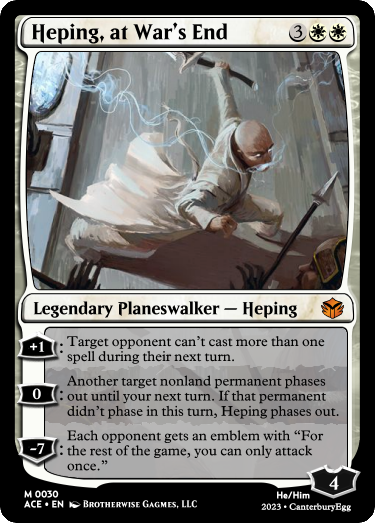 Heping, at War's End 3
Legendary Planeswalker — Heping
+1: Target opponent can't cast more than one
spell during their next turn.
0: Another target nonland permanent phases
out until your next turn. If that permanent
didn't phase in this turn, Heping phases out.
-7: Each opponent gets an emblem with “For
the rest of the game, you can only attack
once.”
4
M 0030 He/Him
ACE • EN Brotherwise Gagmes, LLC 2023 • CanterburyEgg